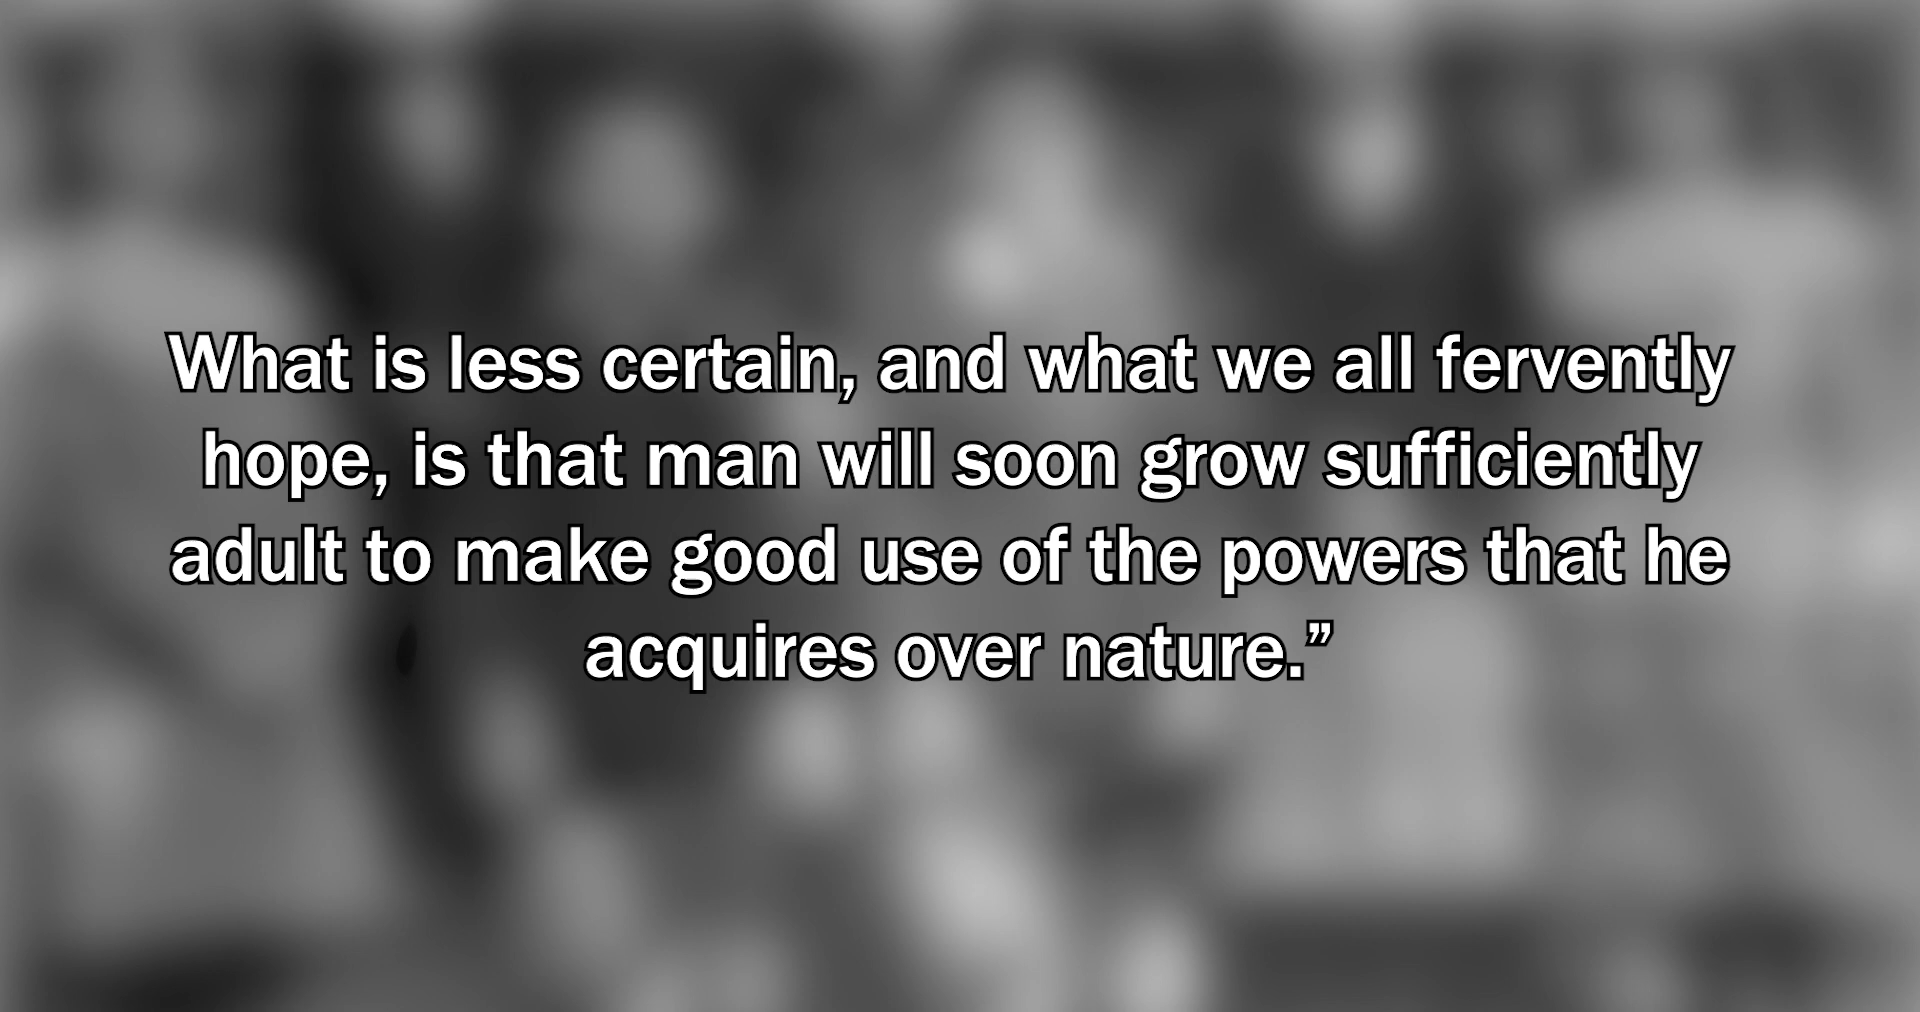 What is less certain, and what we all fervently
hope, is that man will soon grow sufficiently
adult to make good use of the powers that he
acquires over nature.”